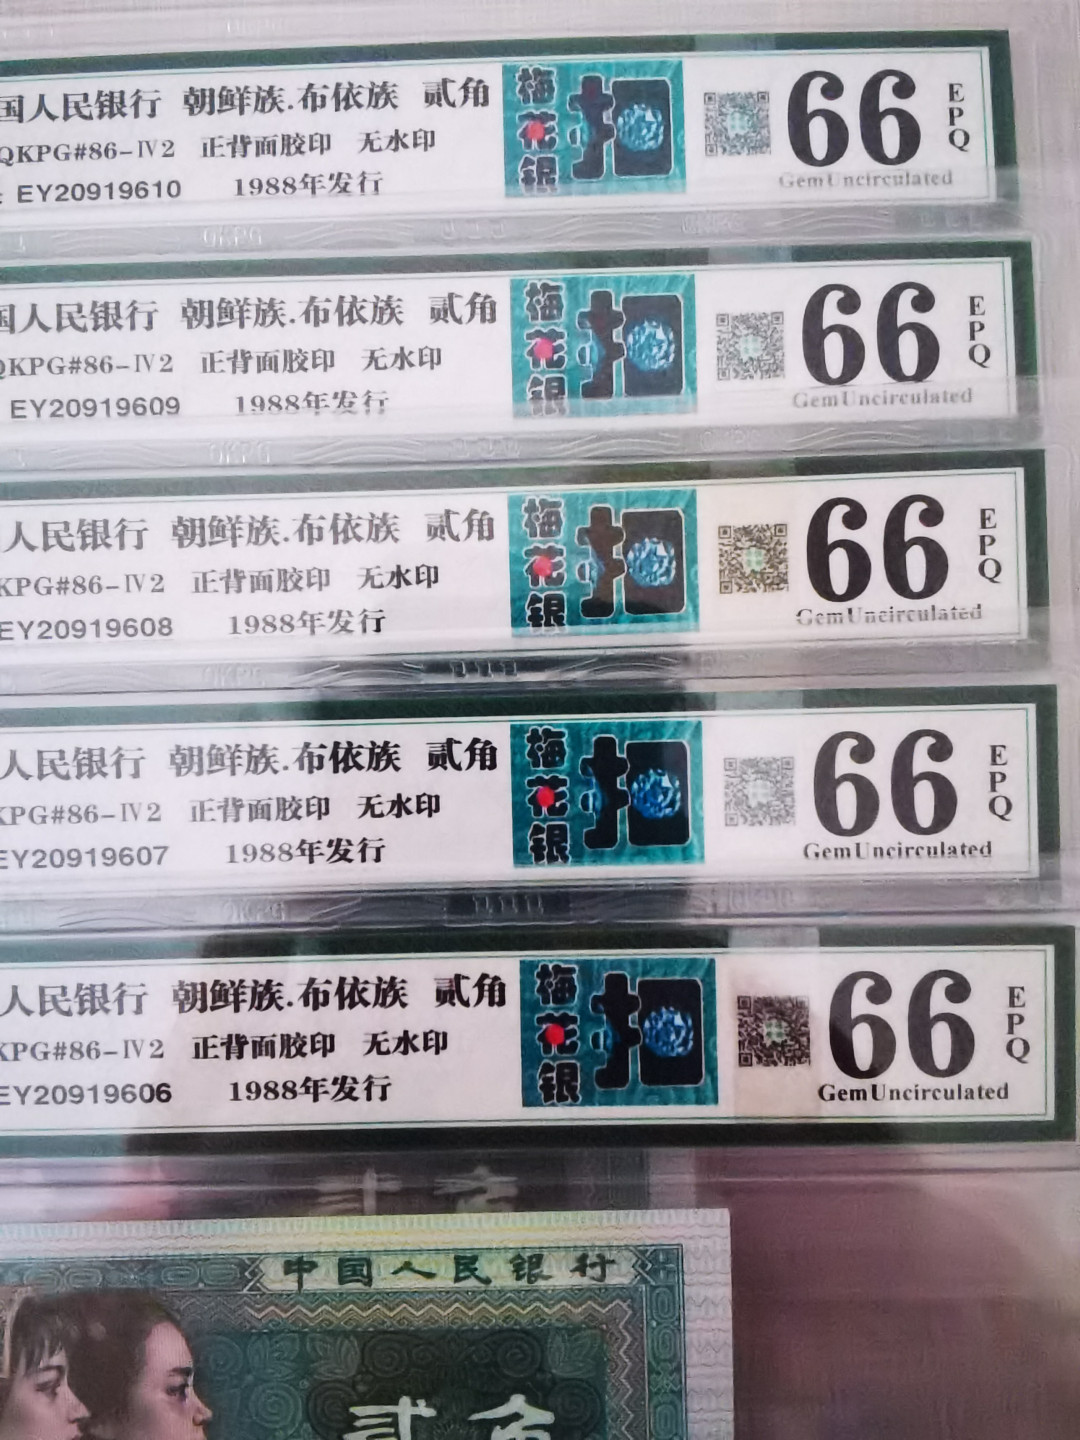 国人民银行 朝鲜族.布依族 贰角
QKPG#86-Ⅳ2 正背面胶印 无水印
: EY20919610 1988年发行
梅花银
扣
66
EPQ
Gem Uncirculated
QKPG
国人民银行 朝鲜族.布依族 贰角
QKPG#86-Ⅳ2 正背面胶印 无水印
EY20919609 1988年发行
梅花银
扣
66
EPQ
Gem Uncirculated
QKPG
人民银行 朝鲜族.布依族 贰角
KPG#86-Ⅳ2 正背面胶印 无水印
EY20919608 1988年发行
梅花银
扣
66
EPQ
Gem Uncirculated
QKPG
人民银行 朝鲜族.布依族 贰角
KPG#86-Ⅳ2 正背面胶印 无水印
EY20919607 1988年发行
梅花银
扣
66
EPQ
Gem Uncirculated
QKPG
人民银行 朝鲜族.布依族 贰角
KPG#86-Ⅳ2 正背面胶印 无水印
EY20919606 1988年发行
梅花银
扣
66
EPQ
Gem Uncirculated
中国人民银行
贰角